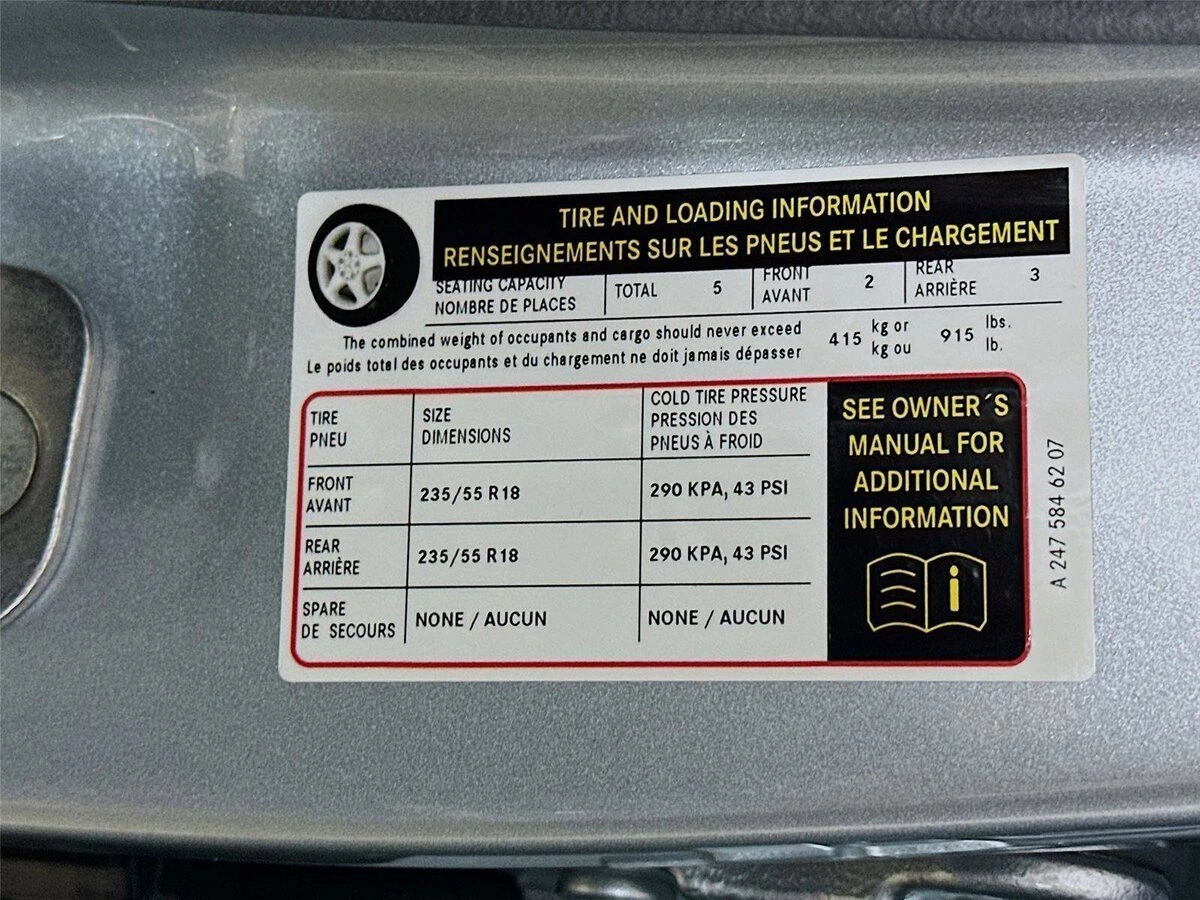 TIRE AND LOADING INFORMATION
RENSEIGNEMENTS SUR LES PNEUS ET LE CHARGEMENT
SEATING CAPACITY
NOMBRE DE PLACES
TOTAL 5
FRONT
AVANT
2
REAR
ARRIÈRE
3
The combined weight of occupants and cargo should never exceed
Le poids total des occupants et du chargement ne doit jamais dépasser
415 kg or
kg ou
915 lbs.
lb.
TIRE
PNEU
SIZE
DIMENSIONS
COLD TIRE PRESSURE
PRESSION DES
PNEUS À FROID
FRONT
AVANT
235/55 R18
290 KPA, 43 PSI
REAR
ARRIÈRE
235/55 R18
290 KPA, 43 PSI
SPARE
DE SECOURS
NONE / AUCUN
NONE / AUCUN
SEE OWNER´S
MANUAL FOR
ADDITIONAL
INFORMATION
i
A 247 584 62 07